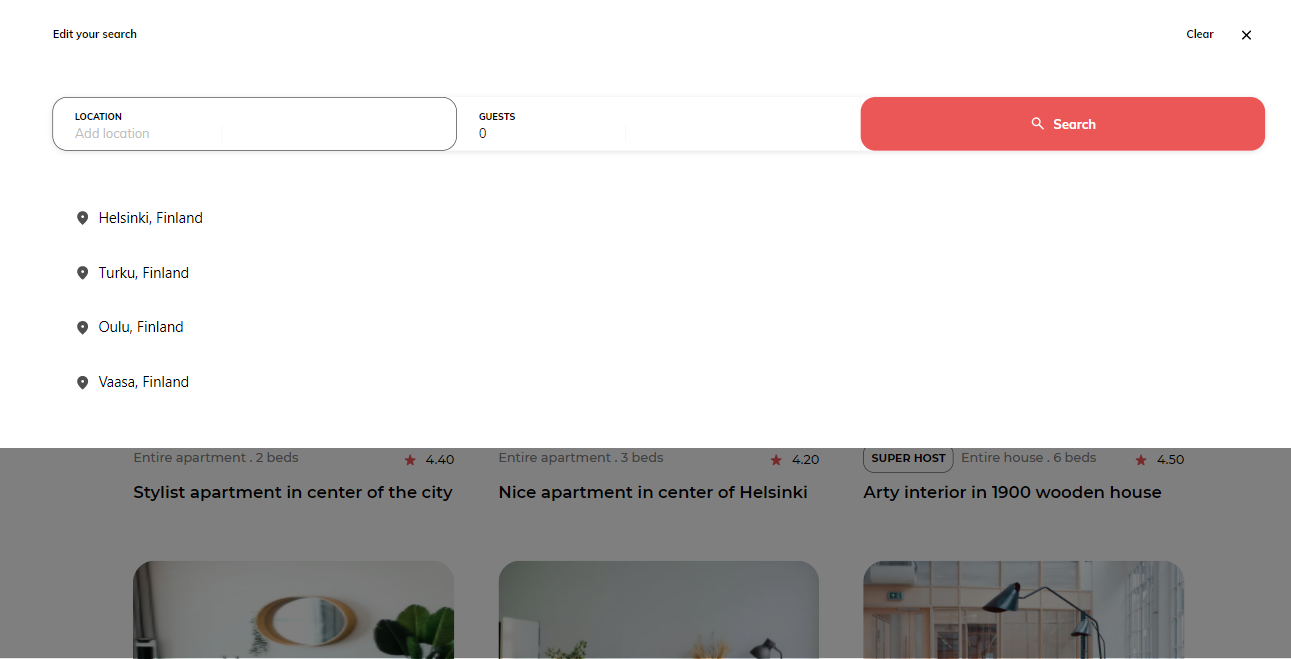 Edit your search
Clear
LOCATION
Add location
GUESTS
0
Search
Helsinki, Finland
Turku, Finland
Oulu, Finland
Vaasa, Finland
Entire apartment . 2 beds
4.40
Entire apartment . 3 beds
4.20
SUPER HOST
Entire house . 6 beds
4.50
Stylist apartment in center of the city
Nice apartment in center of Helsinki
Arty interior in 1900 wooden house